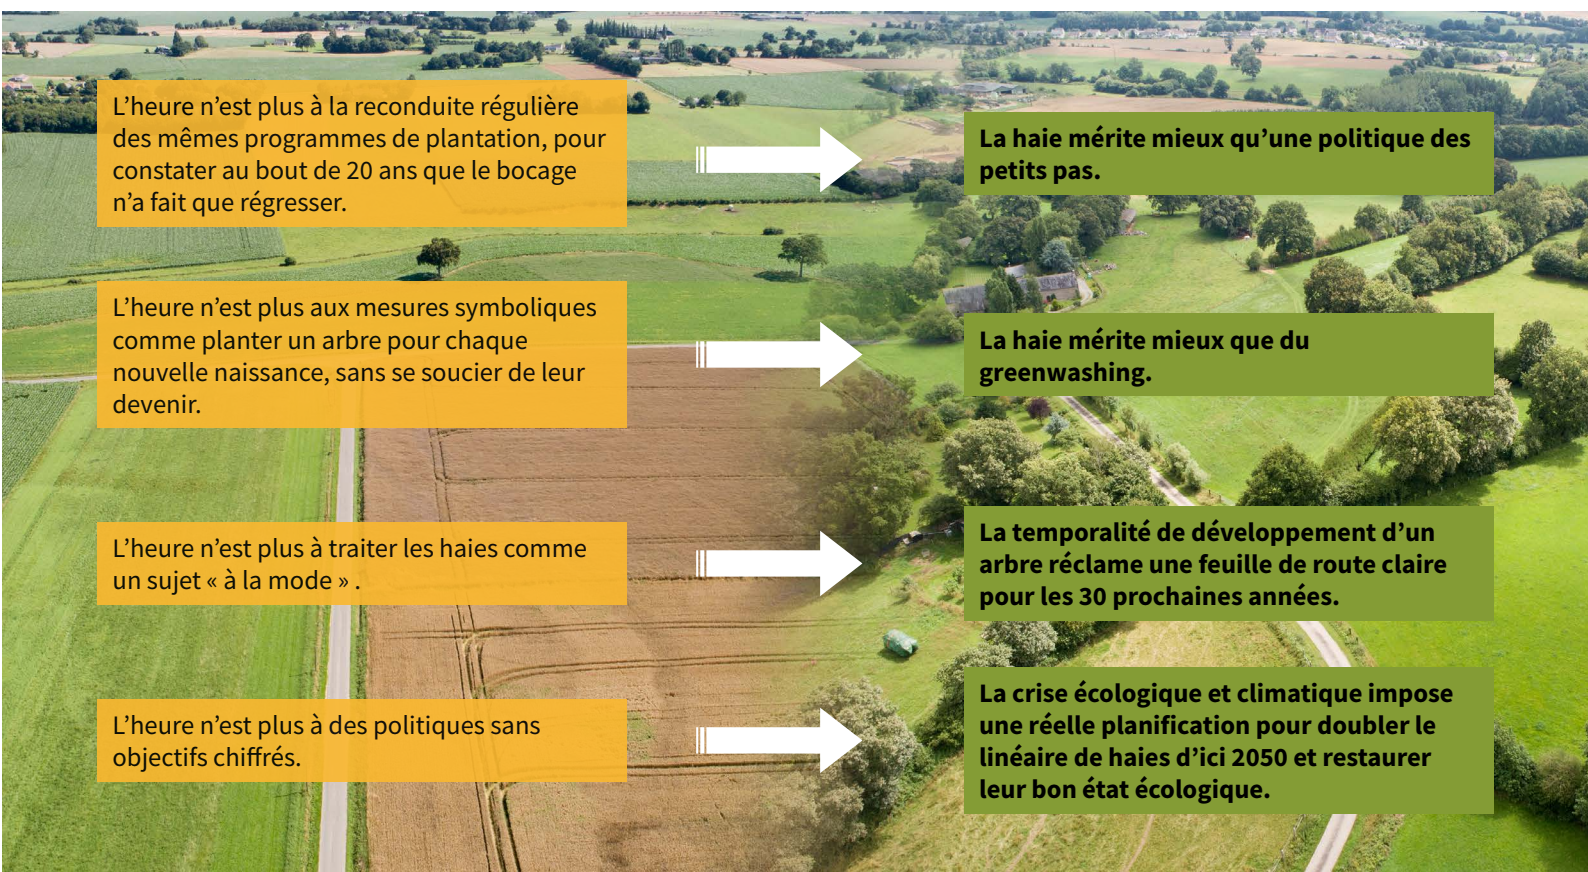 L’heure n’est plus à la reconduite régulière
des mêmes programmes de plantation, pour
constater au bout de 20 ans que le bocage
n’a fait que régresser.
La haie mérite mieux qu’une politique des
petits pas.
L’heure n’est plus aux mesures symboliques
comme planter un arbre pour chaque
nouvelle naissance, sans se soucier de leur
devenir.
La haie mérite mieux que du
greenwashing.
L’heure n’est plus à traiter les haies comme
un sujet « à la mode » .
La temporalité de développement d’un
arbre réclame une feuille de route claire
pour les 30 prochaines années.
L’heure n’est plus à des politiques sans
objectifs chiffrés.
La crise écologique et climatique impose
une réelle planification pour doubler le
linéaire de haies d’ici 2050 et restaurer
leur bon état écologique.